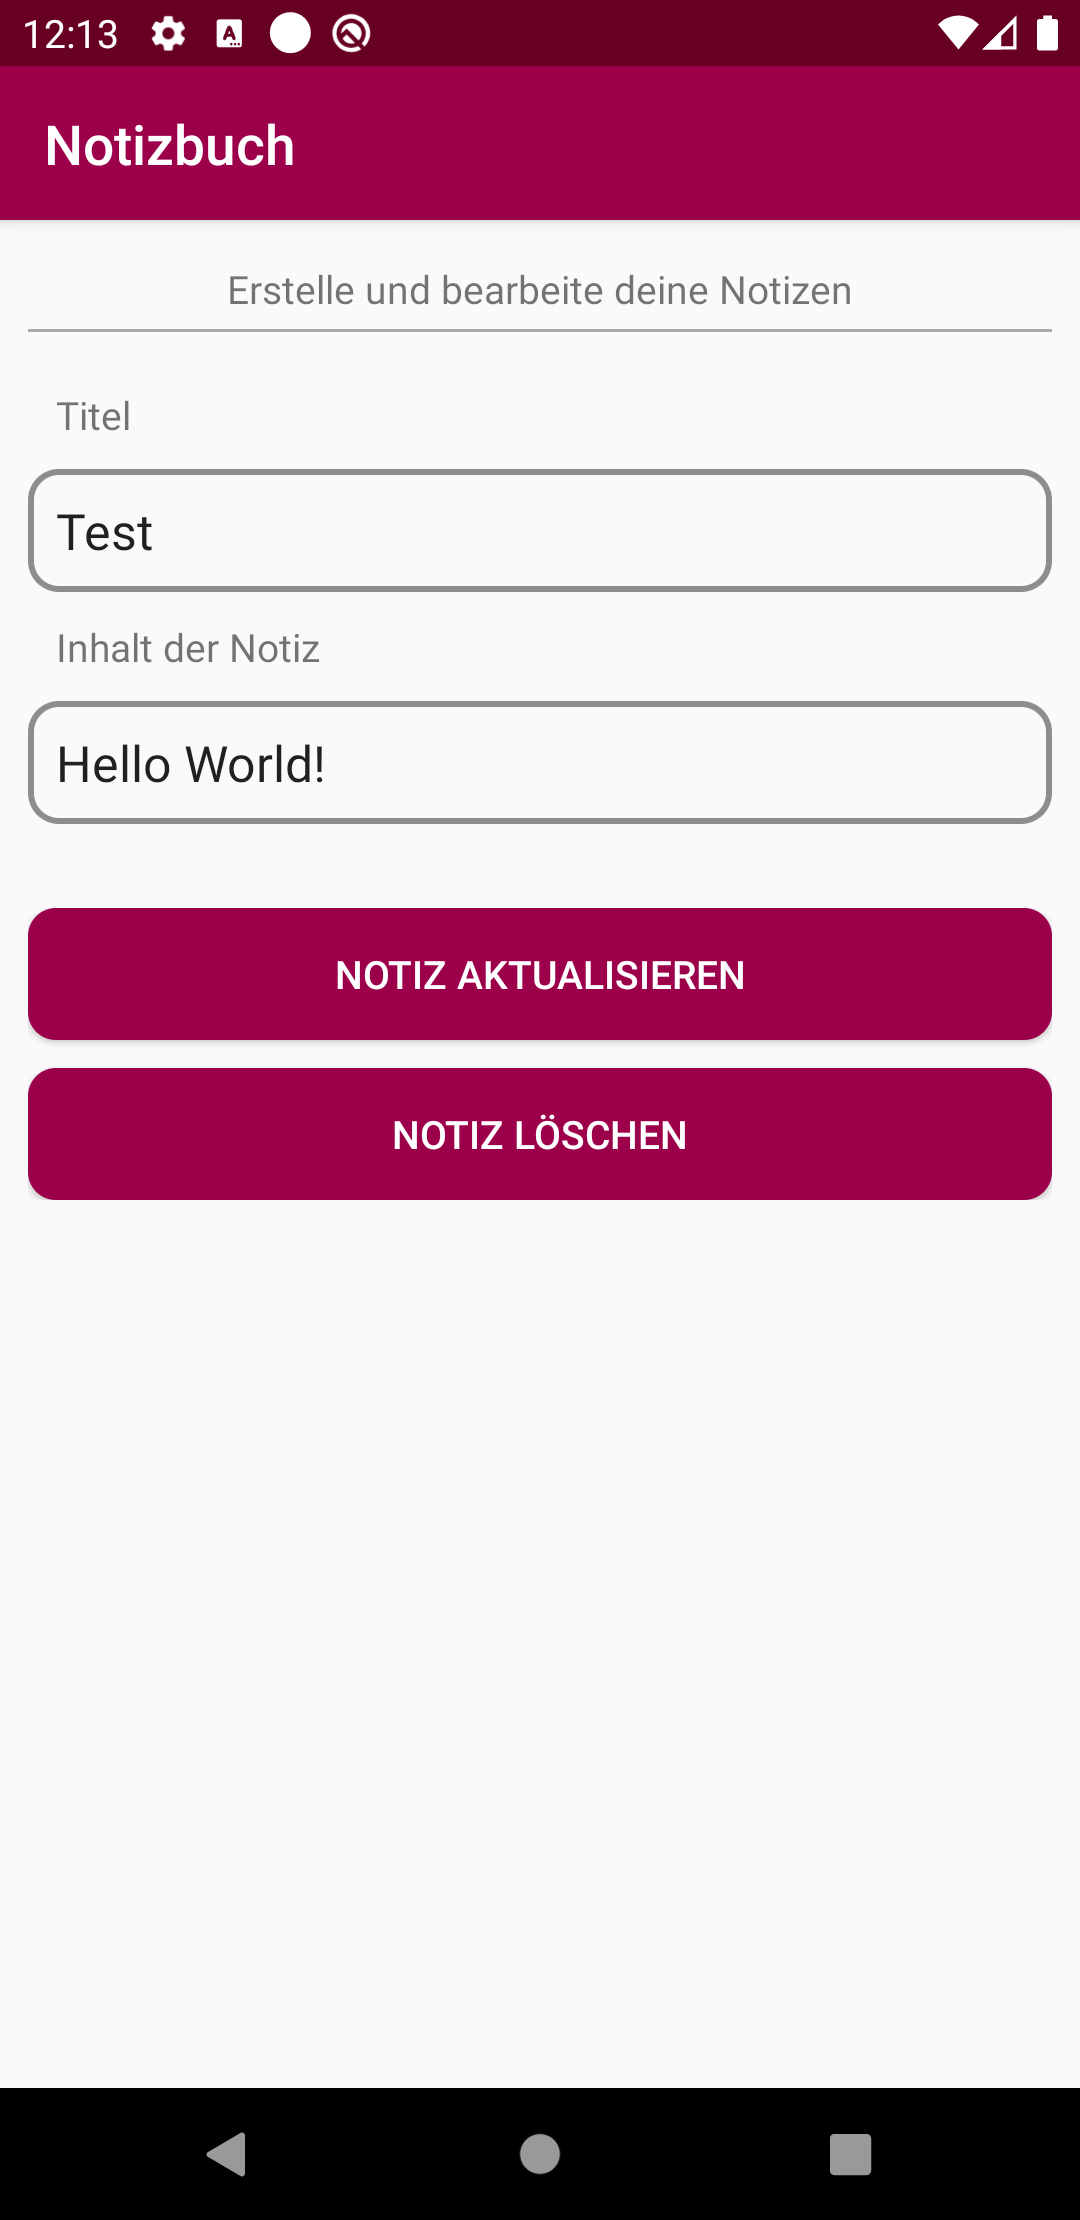 12:13
Notizbuch
Erstelle und bearbeite deine Notizen
Titel
Test
Inhalt der Notiz
Hello World!
NOTIZ AKTUALISIEREN
NOTIZ LÖSCHEN